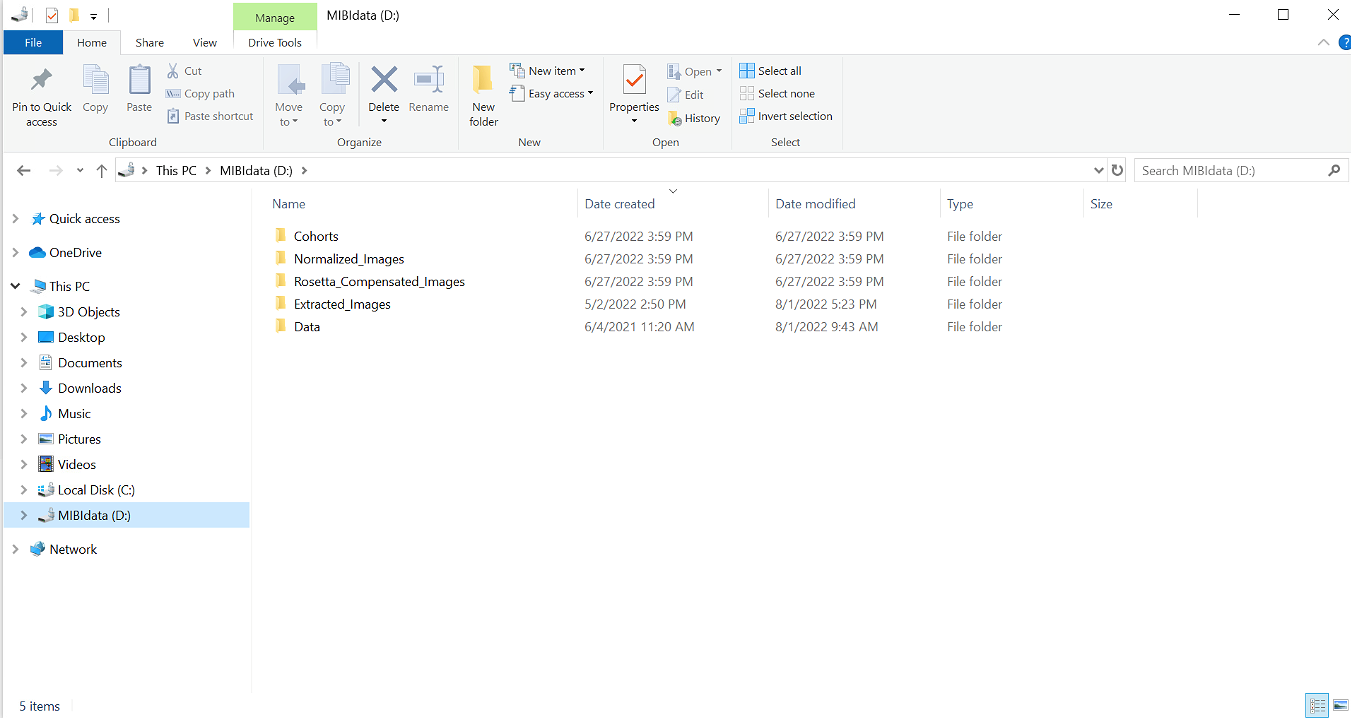 Manage MIBIdata (D:)
File Home Share View Drive Tools
Pin to Quick access
Copy
Paste
Cut
Copy path
Paste shortcut
Clipboard
Move to
Copy to
Delete
Rename
Organize
New folder
New item
Easy access
New
Properties
Open
Edit
History
Open
Select all
Select none
Invert selection
Select
This PC MIBIdata (D:)
Search MIBIdata (D:)
Quick access
OneDrive
This PC
3D Objects
Desktop
Documents
Downloads
Music
Pictures
Videos
Local Disk (C:)
MIBIdata (D:)
Network
Name Date created Date modified Type Size
Cohorts 6/27/2022 3:59 PM 6/27/2022 3:59 PM File folder
Normalized_Images 6/27/2022 3:59 PM 6/27/2022 3:59 PM File folder
Rosetta_Compensated_Images 6/27/2022 3:59 PM 6/27/2022 3:59 PM File folder
Extracted_Images 5/2/2022 2:50 PM 8/1/2022 5:23 PM File folder
Data 6/4/2021 11:20 AM 8/1/2022 9:43 AM File folder
5 items